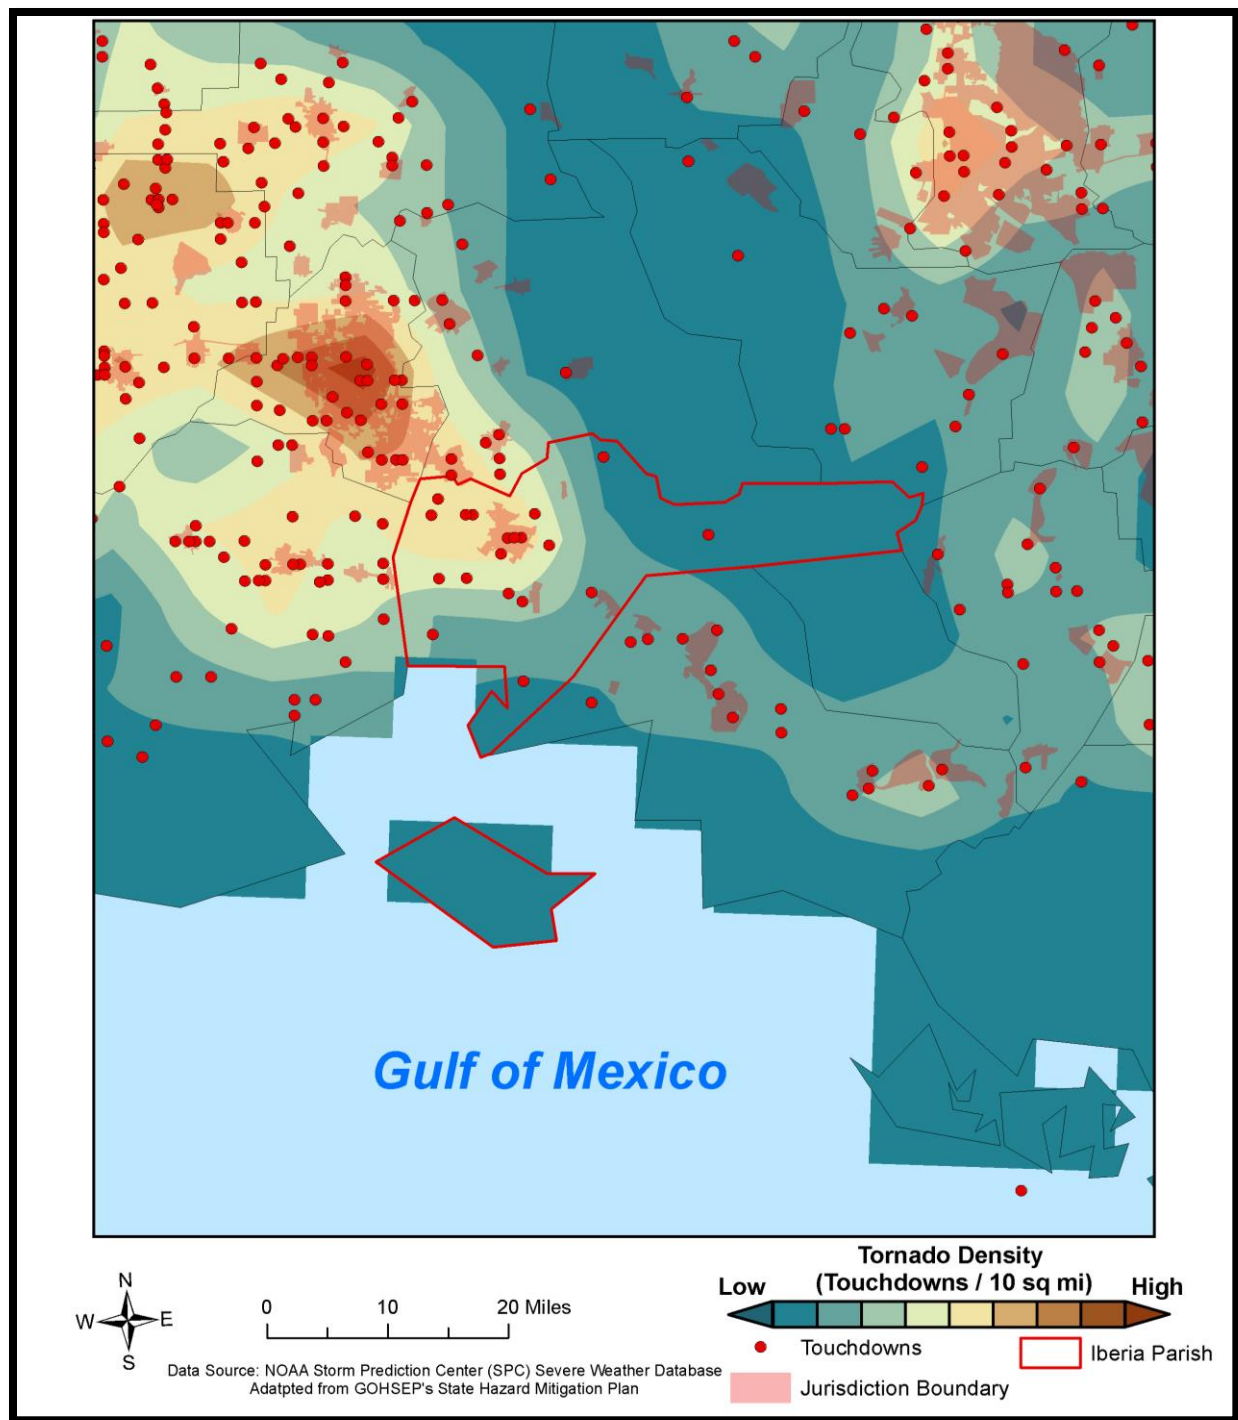 Gulf of Mexico
N
W E
S
0 10 20 Miles
Data Source: NOAA Storm Prediction Center (SPC) Severe Weather Database
Adatpted from GOHSEP's State Hazard Mitigation Plan
Tornado Density
Low (Touchdowns / 10 sq mi) High
Touchdowns
Iberia Parish
Jurisdiction Boundary